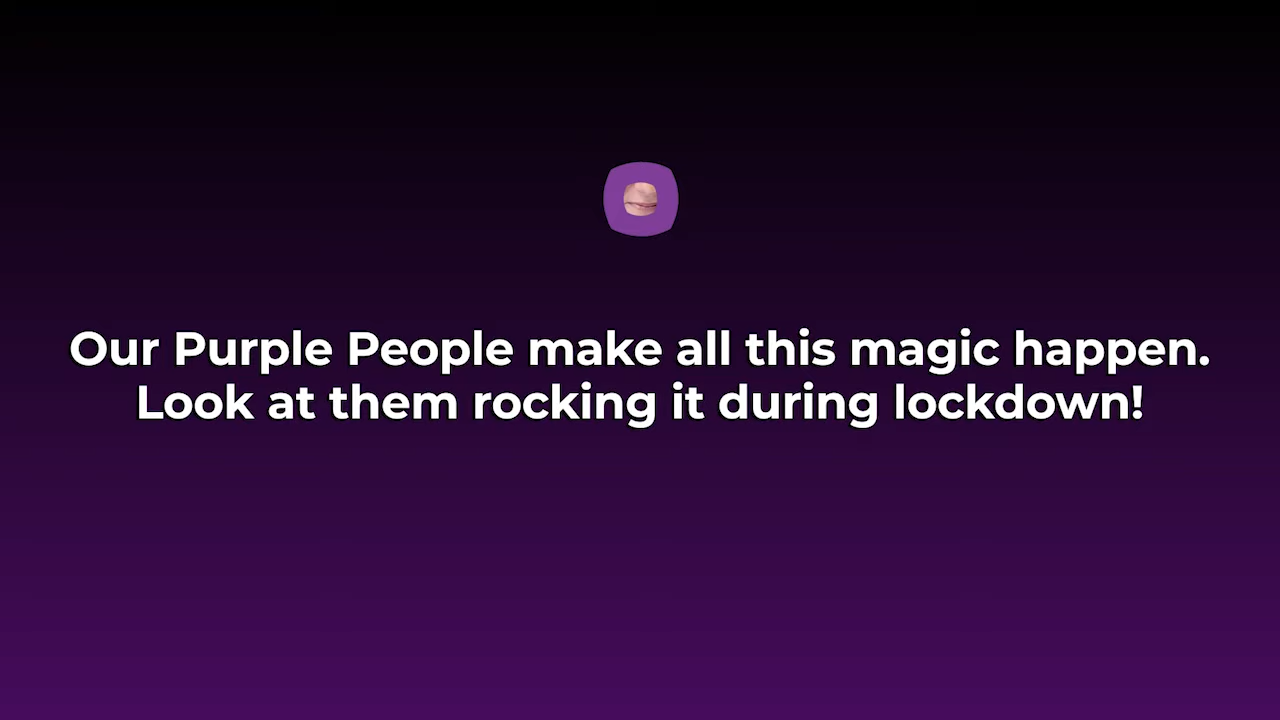 Our Purple People make all this magic happen.
Look at them rocking it during lockdown!